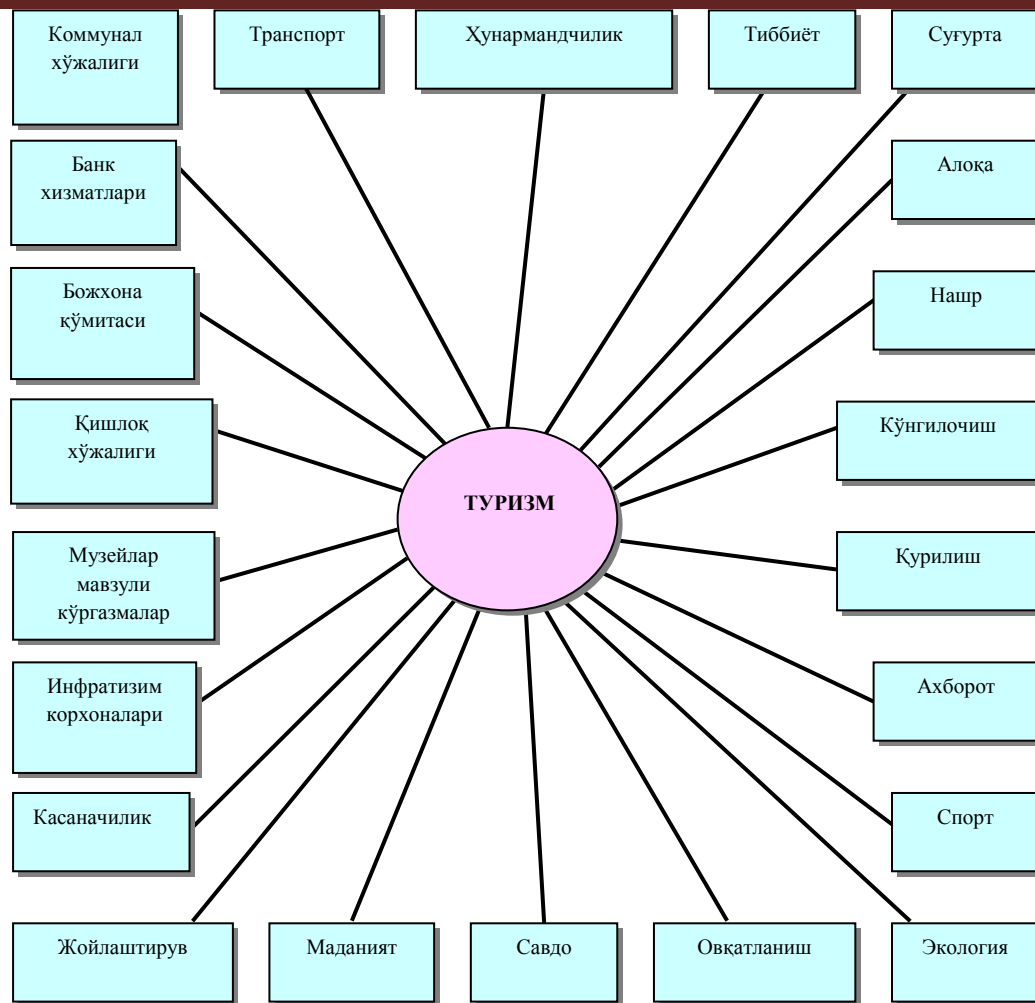 Коммунал
хўжалиги
Транспорт
Ҳунармандчилик
Тиббиёт
Суғурта
Банк
хизматлари
Алоқа
Божхона
қўмитаси
Нашр
Қишлоқ
хўжалиги
Кўнгилочиш
ТУРИЗМ
Музейлар
мавзули
кўргазмалар
Қурилиш
Инфратизим
корхоналари
Ахборот
Касаначилик
Спорт
Жойлаштирув
Маданият
Савдо
Овқатланиш
Экология